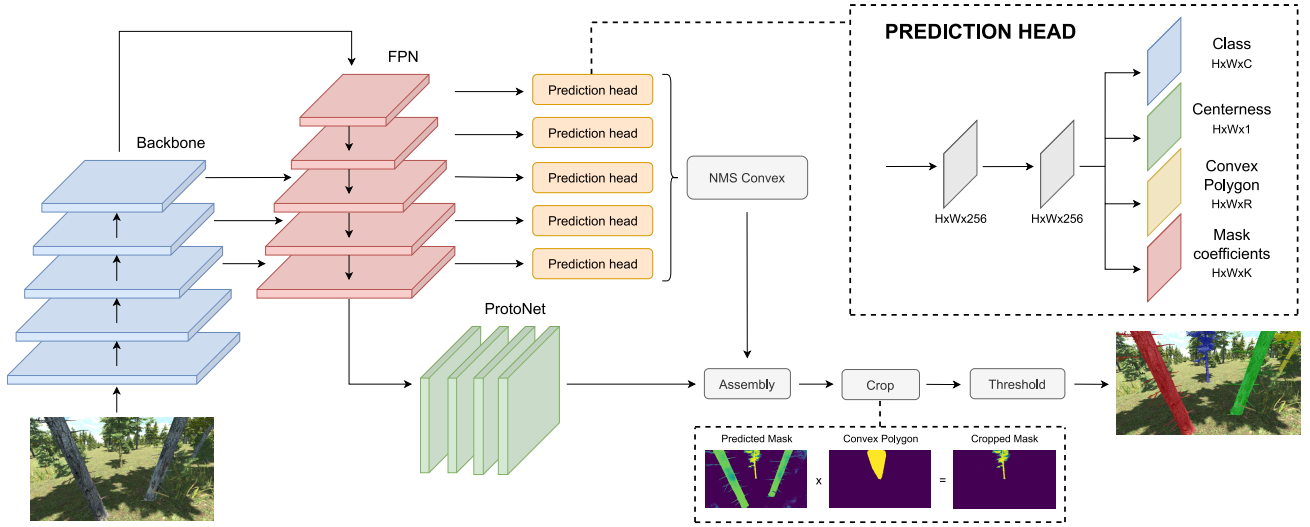 FPN
Backbone
Prediction head
Prediction head
Prediction head
Prediction head
Prediction head
NMS Convex
PREDICTION HEAD
HxWx256
HxWx256
Class
HxWxC
Centerness
HxWx1
Convex
Polygon
HxWxR
Mask
coefficients
HxWxK
ProtoNet
Assembly
Crop
Threshold
Predicted Mask
Convex Polygon
Cropped Mask
x
=